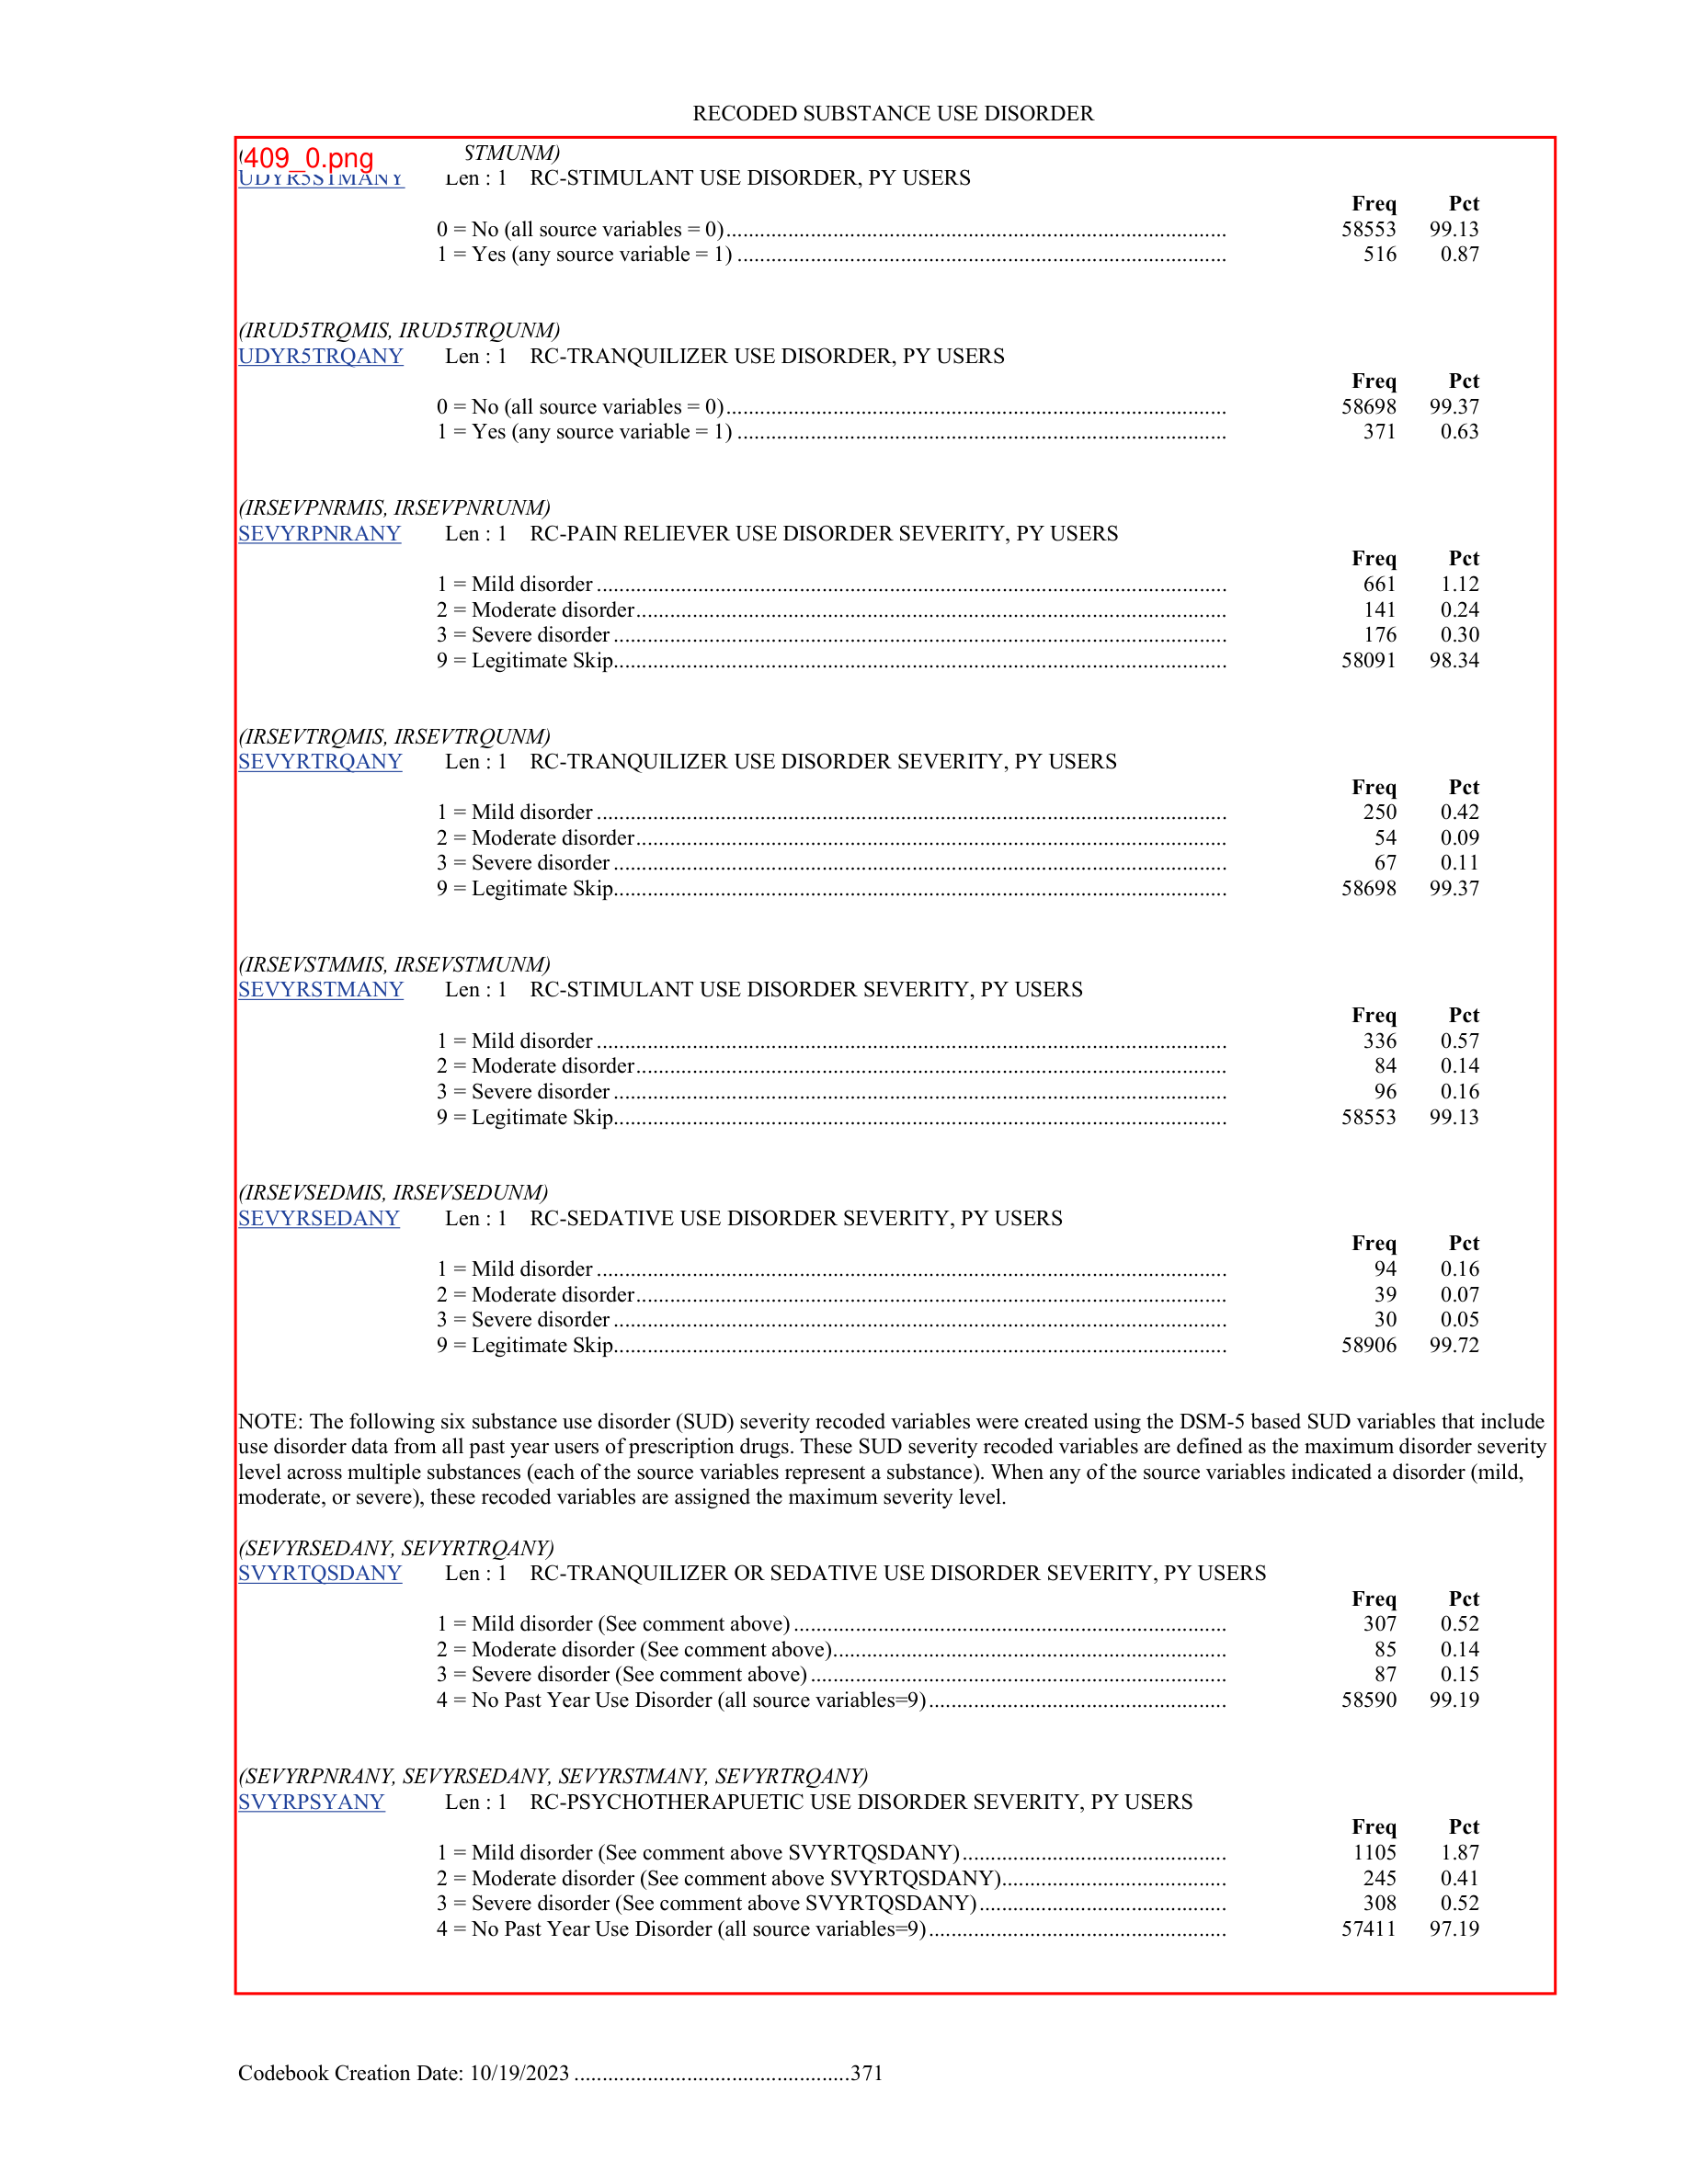 RECODED SUBSTANCE USE DISORDER
409_0.png STMUNM)
UDYR5STMANY Len : 1 RC-STIMULANT USE DISORDER, PY USERS
Freq Pct
0 = No (all source variables = 0) 58553 99.13
1 = Yes (any source variable = 1) 516 0.87
(IRUD5TRQMIS, IRUD5TRQUNM)
UDYR5TRQANY Len : 1 RC-TRANQUILIZER USE DISORDER, PY USERS
Freq Pct
0 = No (all source variables = 0) 58698 99.37
1 = Yes (any source variable = 1) 371 0.63
(IRSEVPNRMIS, IRSEVPNRUNM)
SEVYRPNRANY Len : 1 RC-PAIN RELIEVER USE DISORDER SEVERITY, PY USERS
Freq Pct
1 = Mild disorder 661 1.12
2 = Moderate disorder 141 0.24
3 = Severe disorder 176 0.30
9 = Legitimate Skip 58091 98.34
(IRSEVTRQMIS, IRSEVTRQUNM)
SEVYRTRQANY Len : 1 RC-TRANQUILIZER USE DISORDER SEVERITY, PY USERS
Freq Pct
1 = Mild disorder 250 0.42
2 = Moderate disorder 54 0.09
3 = Severe disorder 67 0.11
9 = Legitimate Skip 58698 99.37
(IRSEVSTMMIS, IRSEVSTMUNM)
SEVYRSTMANY Len : 1 RC-STIMULANT USE DISORDER SEVERITY, PY USERS
Freq Pct
1 = Mild disorder 336 0.57
2 = Moderate disorder 84 0.14
3 = Severe disorder 96 0.16
9 = Legitimate Skip 58553 99.13
(IRSEVSEDMIS, IRSEVSEDUNM)
SEVYRSEDANY Len : 1 RC-SEDATIVE USE DISORDER SEVERITY, PY USERS
Freq Pct
1 = Mild disorder 94 0.16
2 = Moderate disorder 39 0.07
3 = Severe disorder 30 0.05
9 = Legitimate Skip 58906 99.72
NOTE: The following six substance use disorder (SUD) severity recoded variables were created using the DSM-5 based SUD variables that include
use disorder data from all past year users of prescription drugs. These SUD severity recoded variables are defined as the maximum disorder severity
level across multiple substances (each of the source variables represent a substance). When any of the source variables indicated a disorder (mild,
moderate, or severe), these recoded variables are assigned the maximum severity level.
(SEVYRSEDANY, SEVYRTRQANY)
SVYRTQSDANY Len : 1 RC-TRANQUILIZER OR SEDATIVE USE DISORDER SEVERITY, PY USERS
Freq Pct
1 = Mild disorder (See comment above) 307 0.52
2 = Moderate disorder (See comment above) 85 0.14
3 = Severe disorder (See comment above) 87 0.15
4 = No Past Year Use Disorder (all source variables=9) 58590 99.19
(SEVYRPNRANY, SEVYRSEDANY, SEVYRSTMANY, SEVYRTRQANY)
SVYRPSYANY Len : 1 RC-PSYCHOTHERAPUETIC USE DISORDER SEVERITY, PY USERS
Freq Pct
1 = Mild disorder (See comment above SVYRTQSDANY) 1105 1.87
2 = Moderate disorder (See comment above SVYRTQSDANY) 245 0.41
3 = Severe disorder (See comment above SVYRTQSDANY) 308 0.52
4 = No Past Year Use Disorder (all source variables=9) 57411 97.19
Codebook Creation Date: 10/19/2023 371